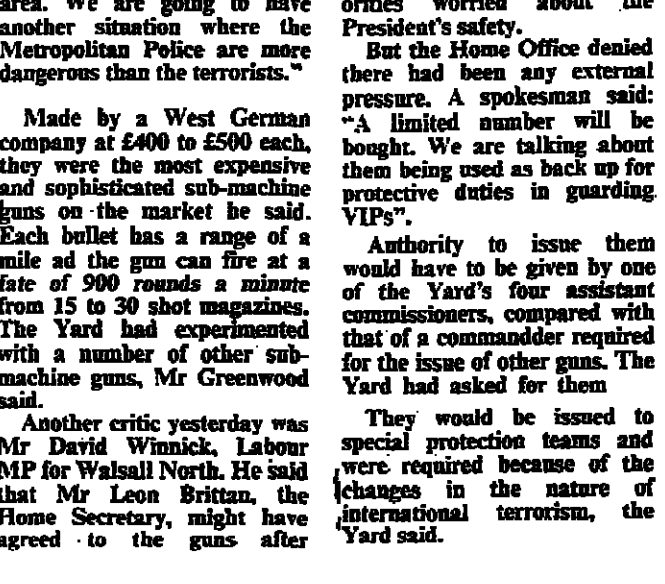 area. We are going to have
another situation where the
Metropolitan Police are more
dangerous than the terrorists."
Made by a West German
company at £400 to £500 each,
they were the most expensive
and sophisticated sub-machine
guns on the market he said.
Each bullet has a range of a
mile ad the gun can fire at a
fate of 900 rounds a minute
from 15 to 30 shot magazines.
The Yard had experimented
with a number of other sub-
machine guns, Mr Greenwood
said.
Another critic yesterday was
Mr David Winnick, Labour
MP for Walsall North. He said
that Mr Leon Brittan, the
Home Secretary, might have
agreed to the guns after
orities worried about the
President's safety.
But the Home Office denied
there had been any external
pressure. A spokesman said:
"A limited number will be
bought. We are talking about
them being used as back up for
protective duties in guarding
VIPs".
Authority to issue them
would have to be given by one
of the Yard's four assistant
commissioners, compared with
that of a commandder required
for the issue of other guns. The
Yard had asked for them
They would be issued to
special protection teams and
were required because of the
changes in the nature of
international terrorism, the
Yard said.